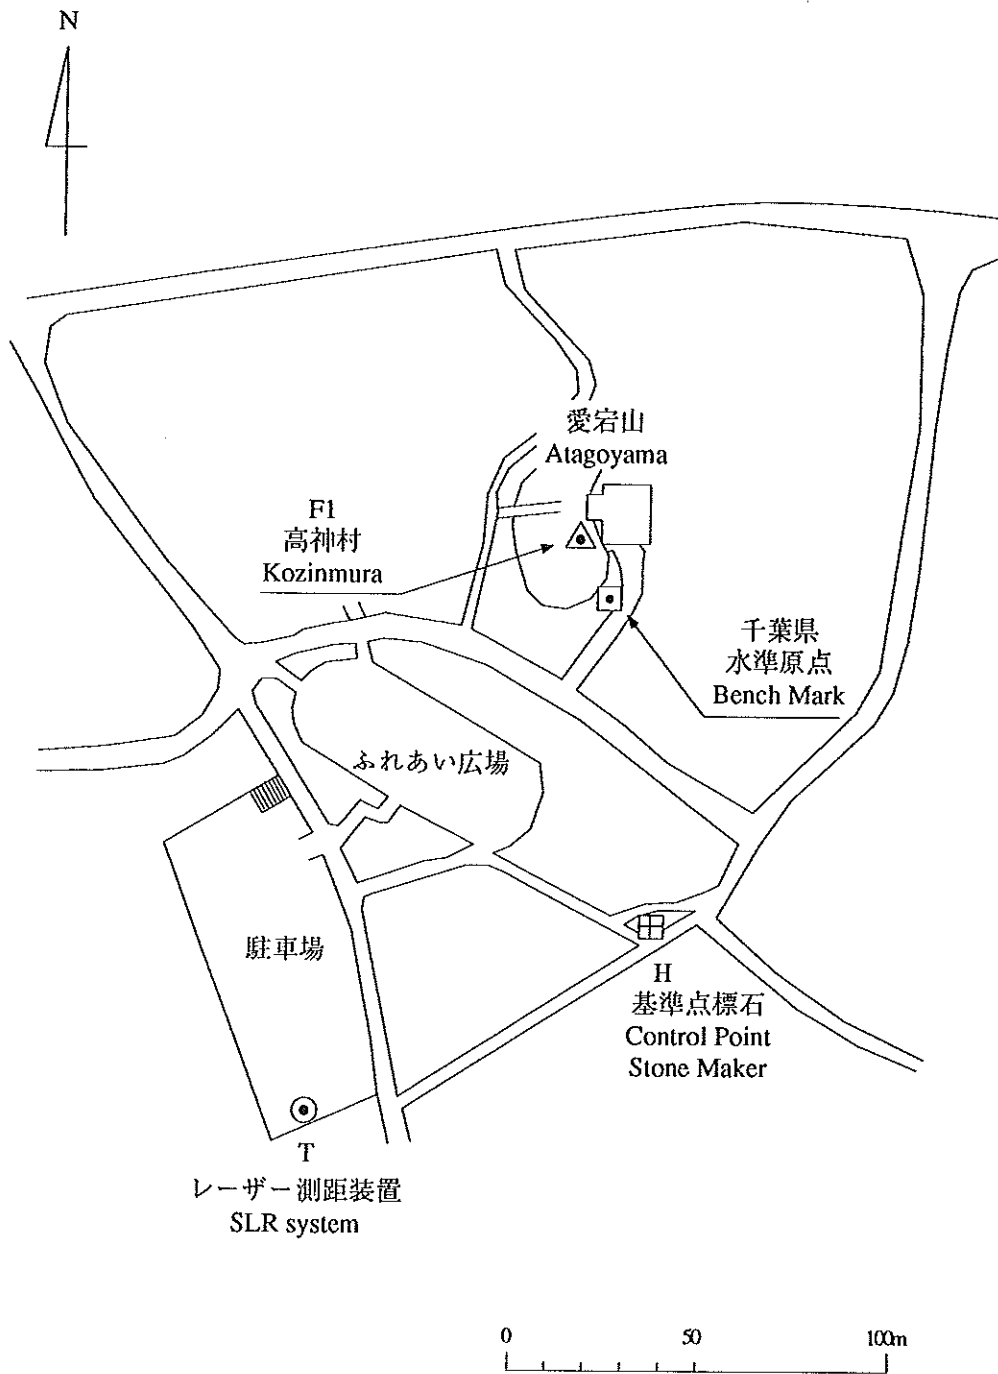 N
愛宕山
Atagoyama
F1
高神村
Kozinmura
千葉県
水準原点
Bench Mark
ふれあい広場
駐車場
H
基準点標石
Control Point
Stone Maker
T
レーザー測距装置
SLR system
0 50 100m